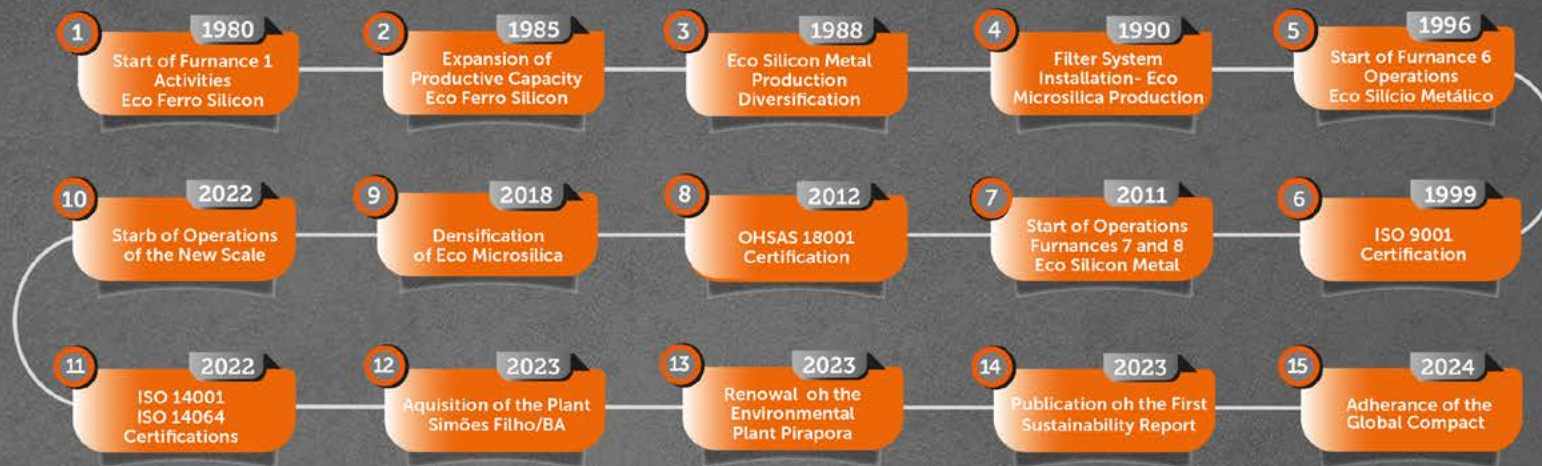 1
1980
Start of Furnance 1
Activities
Eco Ferro Silicon
2
1985
Expansion of
Productive Capacity
Eco Ferro Silicon
3
1988
Eco Silicon Metal
Production
Diversification
4
1990
Filter System
Installation- Eco
Microsilica Production
5
1996
Start of Furnance 6
Operations
Eco Silício Metálico
6
1999
ISO 9001
Certification
7
2011
Start of Operations
Furnances 7 and 8
Eco Silicon Metal
8
2012
OHSAS 18001
Certification
9
2018
Densification
of Eco Microsilica
10
2022
Starb of Operations
of the New Scale
11
2022
ISO 14001
ISO 14064
Certifications
12
2023
Aquisition of the Plant
Simões Filho/BA
13
2023
Renowal oh the
Environmental
Plant Pirapora
14
2023
Publication oh the First
Sustainability Report
15
2024
Adherance of the
Global Compact